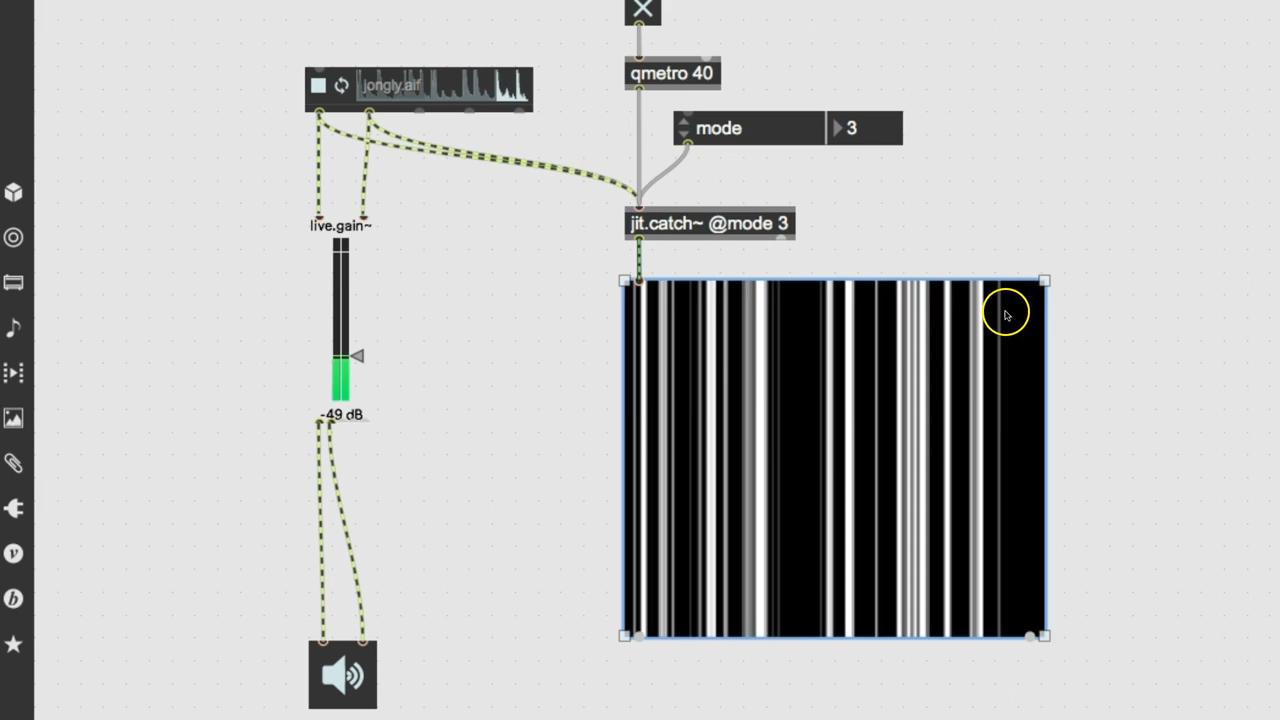 qmetro 40
jongly.aif
mode 3
jit.catch~ @mode 3
live.gain~
-49 dB